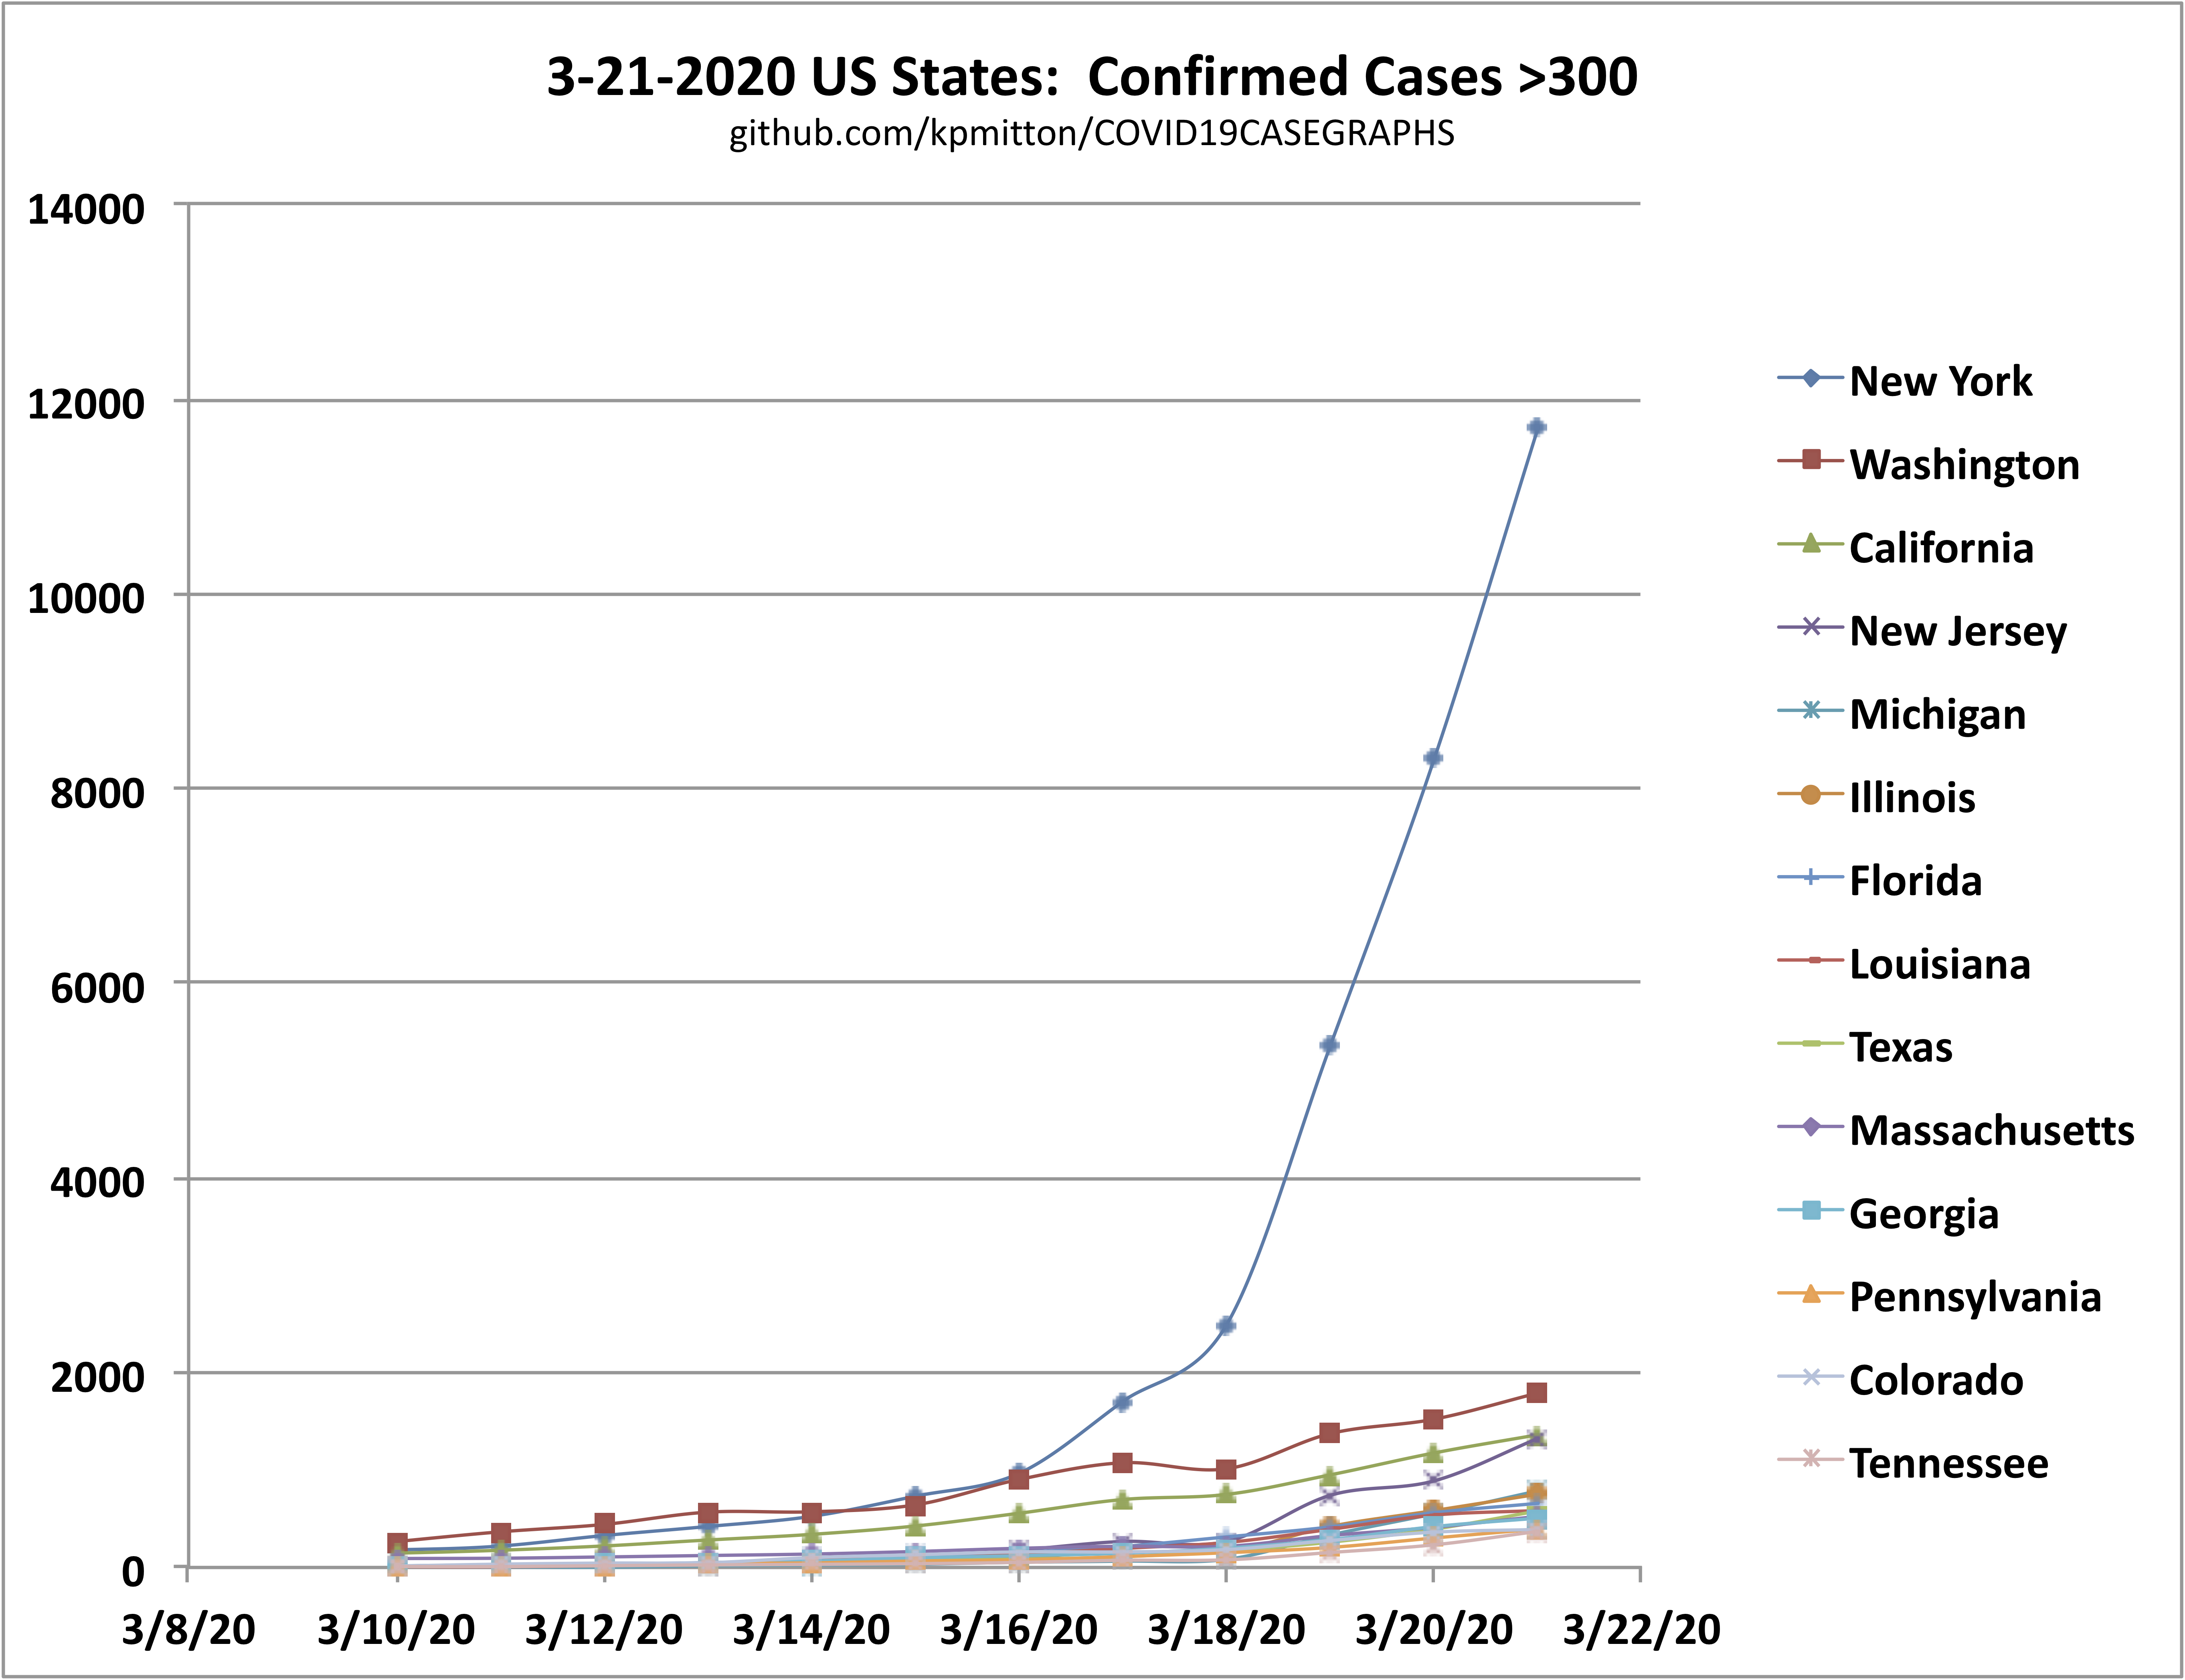 3-21-2020 US States:  Confirmed Cases >300
github.com/kpmitton/COVID19CASEGRAPHS
14000
12000
10000
8000
6000
4000
2000
0
3/8/20
3/10/20
3/12/20
3/14/20
3/16/20
3/18/20
3/20/20
3/22/20
New York
Washington
California
New Jersey
Michigan
Illinois
Florida
Louisiana
Texas
Massachusetts
Georgia
Pennsylvania
Colorado
Tennessee